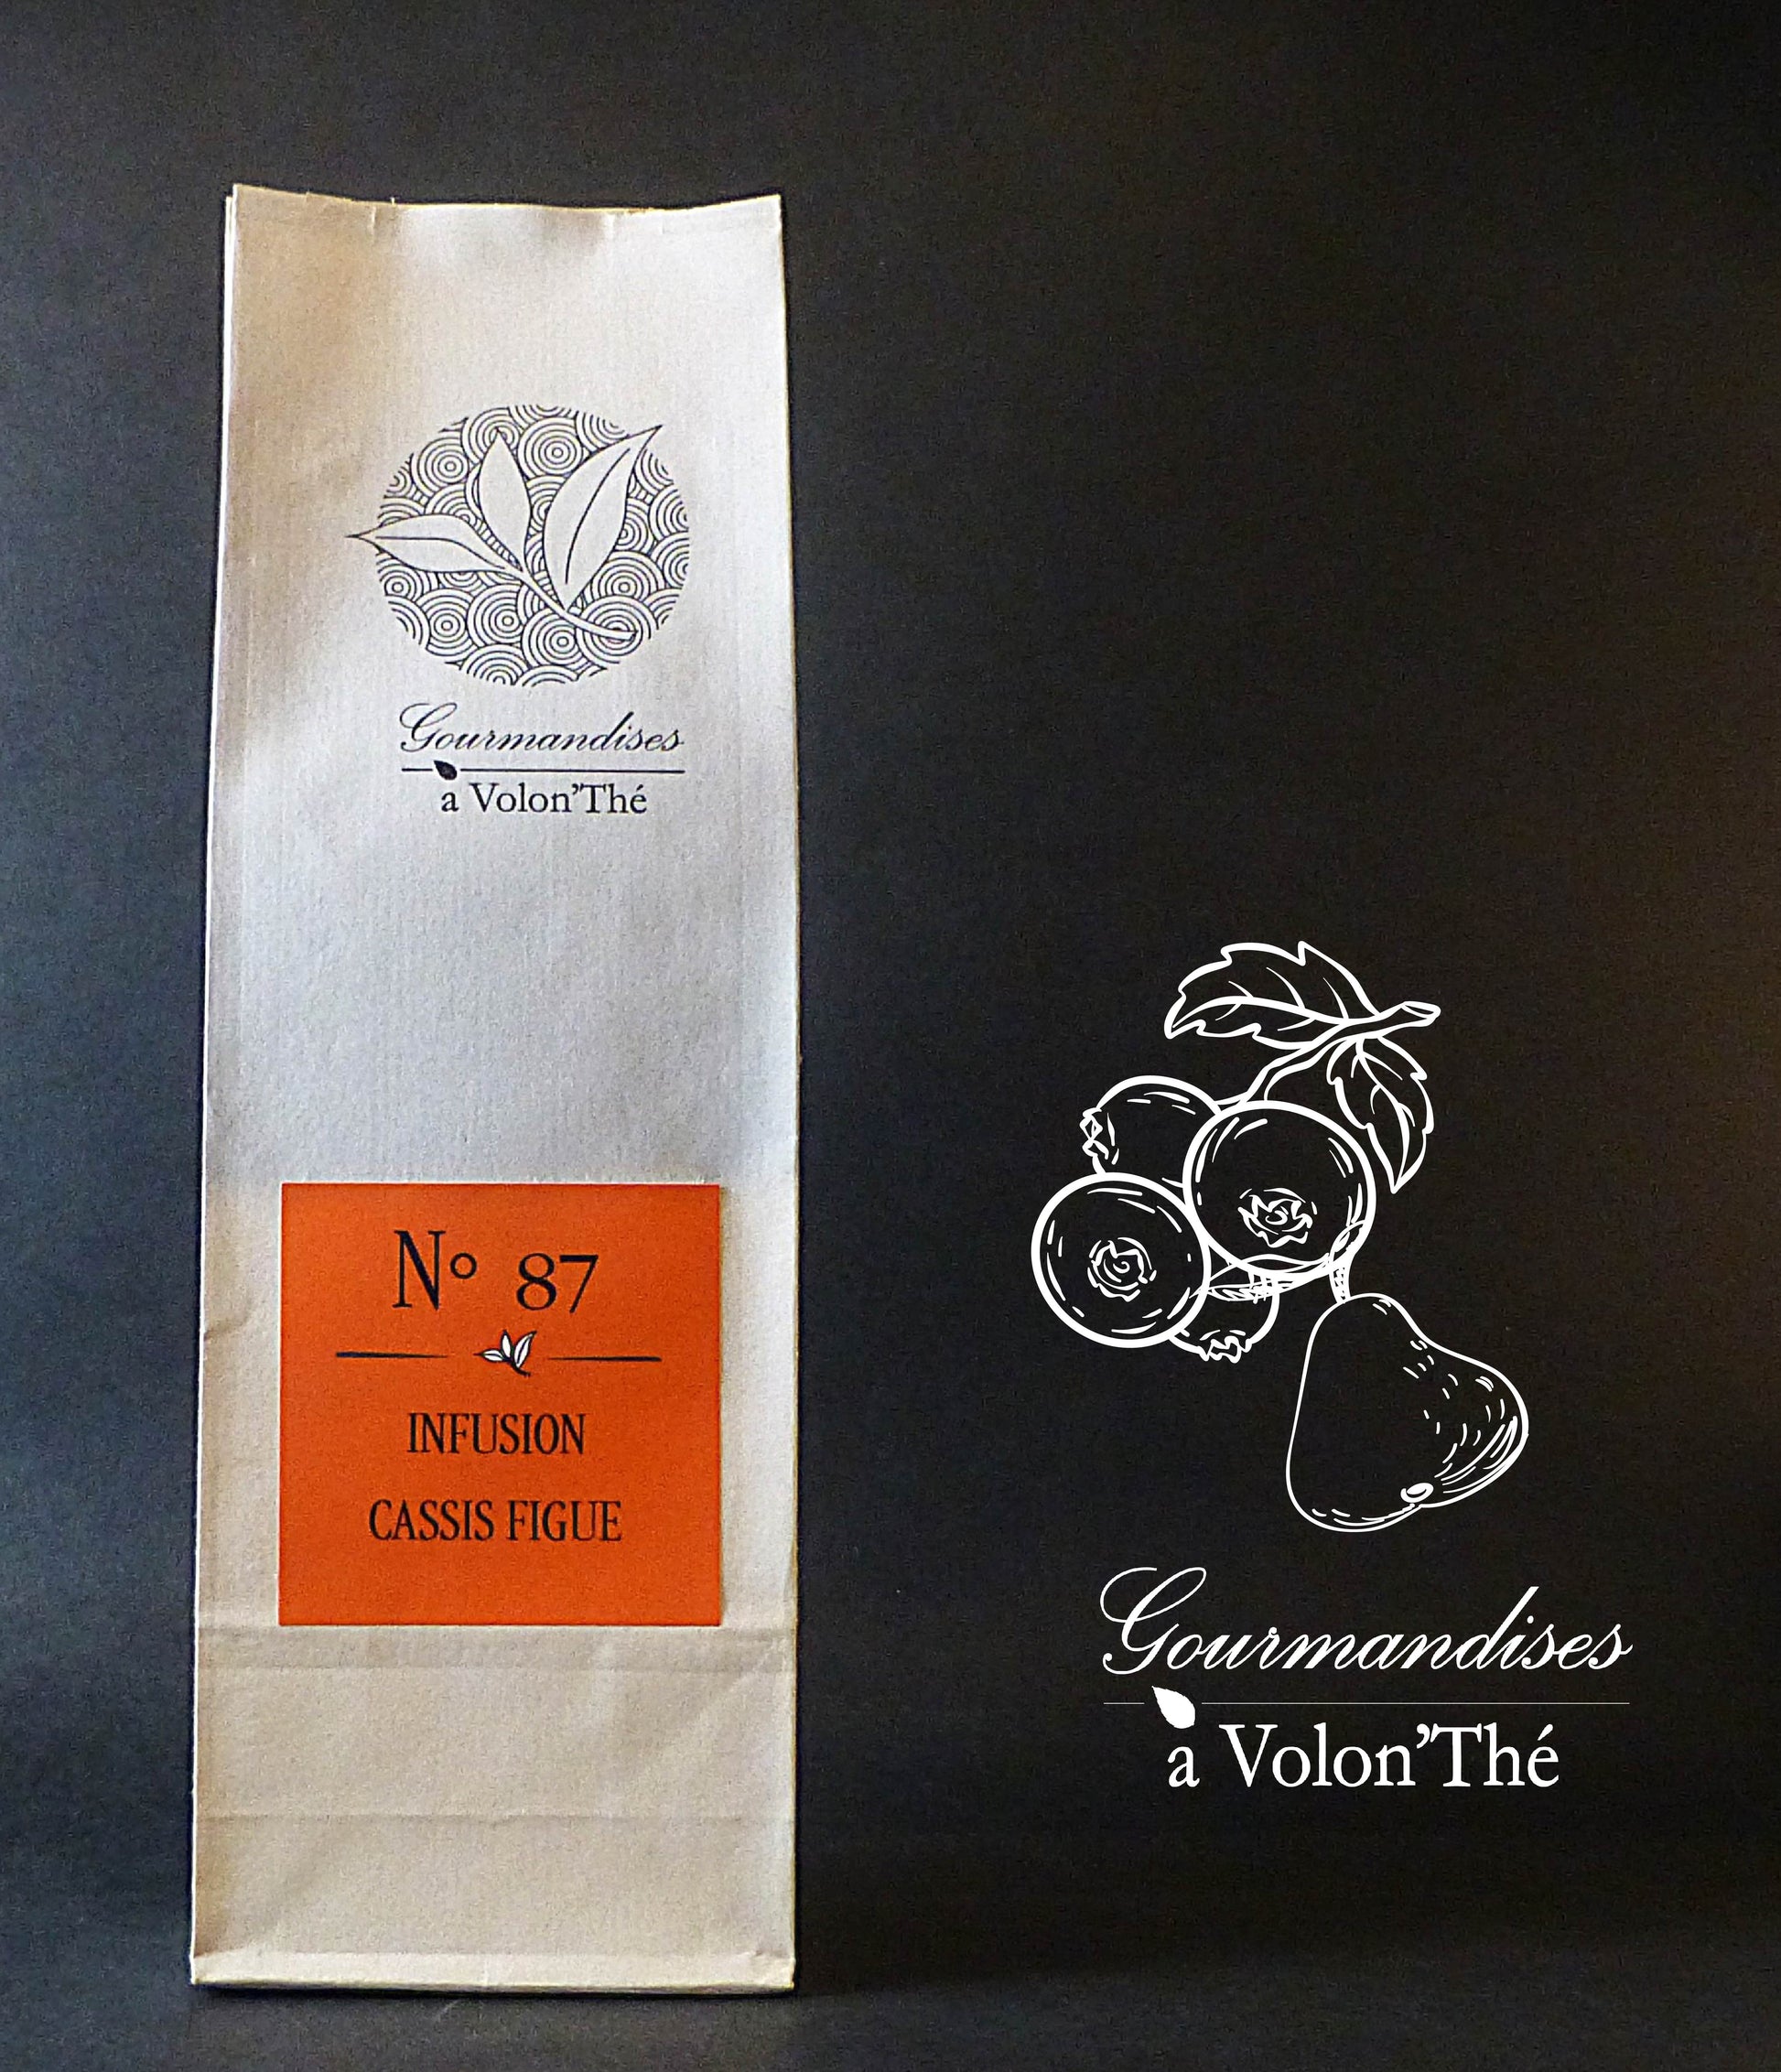 Gourmandises
a Volon'Thé
N° 87
INFUSION
CASSIS FIGUE
Gourmandises
a Volon'Thé